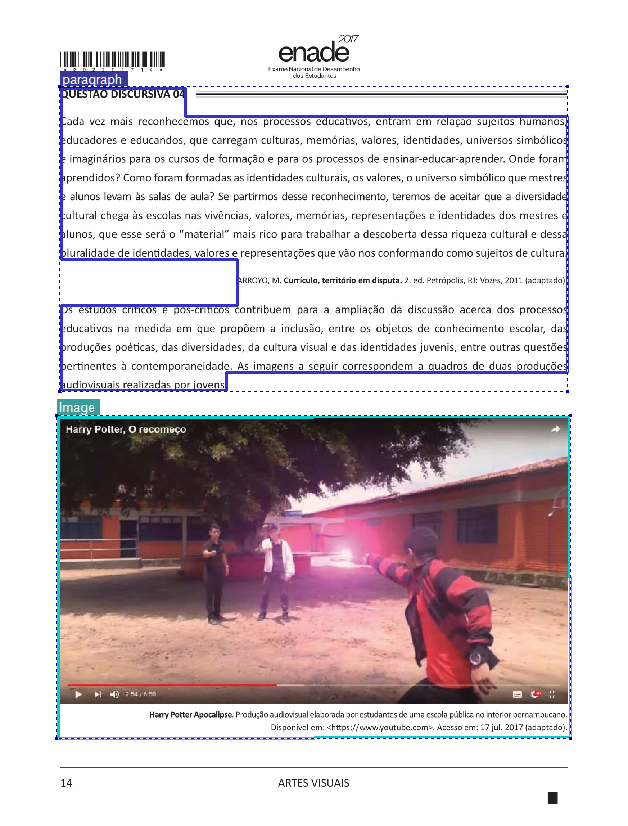 2017
enade
Exame Nacional de Desempenho
dos Estudantes
paragraph
QUESTÃO DISCURSIVA 04
Cada vez mais reconhecemos que, nos processos educativos, entram em relação sujeitos humanos,
educadores e educandos, que carregam culturas, memórias, valores, identidades, universos simbólicos
e imaginários para os cursos de formação e para os processos de ensinar-educar-aprender. Onde foram
aprendidos? Como foram formadas as identidades culturais, os valores, o universo simbólico que mestres
e alunos levam às salas de aula? Se partirmos desse reconhecimento, teremos de aceitar que a diversidade
cultural chega às escolas nas vivências, valores, memórias, representações e identidades dos mestres e
alunos, que esse será o “material” mais rico para trabalhar a descoberta dessa riqueza cultural e dessa
pluralidade de identidades, valores e representações que vão nos conformando como sujeitos de cultura.
ARROYO, M. Currículo, território em disputa. 2. ed. Petrópolis, RJ: Vozes, 2011 (adaptado).
Os estudos críticos e pós-críticos contribuem para a ampliação da discussão acerca dos processos
educativos na medida em que propõem a inclusão, entre os objetos de conhecimento escolar, das
produções poéticas, das diversidades, da cultura visual e das identidades juvenis, entre outras questões
pertinentes à contemporaneidade. As imagens a seguir correspondem a quadros de duas produções
audiovisuais realizadas por jovens.
Image
Harry Potter, O recomeço
2:54 / 6:58
Harry Potter Apocalipse. Produção audiovisual elaborada por estudantes de uma escola pública no interior pernambucano.
Disponível em: <https://www.youtube.com>. Acesso em: 17 jul. 2017 (adaptado).
14
ARTES VISUAIS